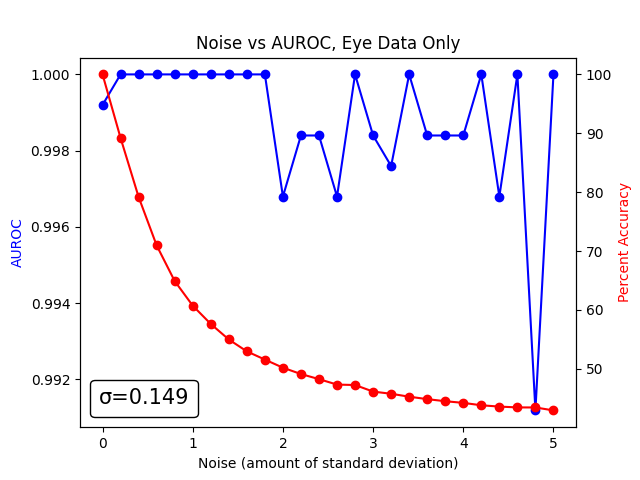 Noise vs AUROC, Eye Data Only
1.000
0.998
0.996
0.994
0.992
AUROC
100
90
80
70
60
50
Percent Accuracy
σ=0.149
0 1 2 3 4 5
Noise (amount of standard deviation)